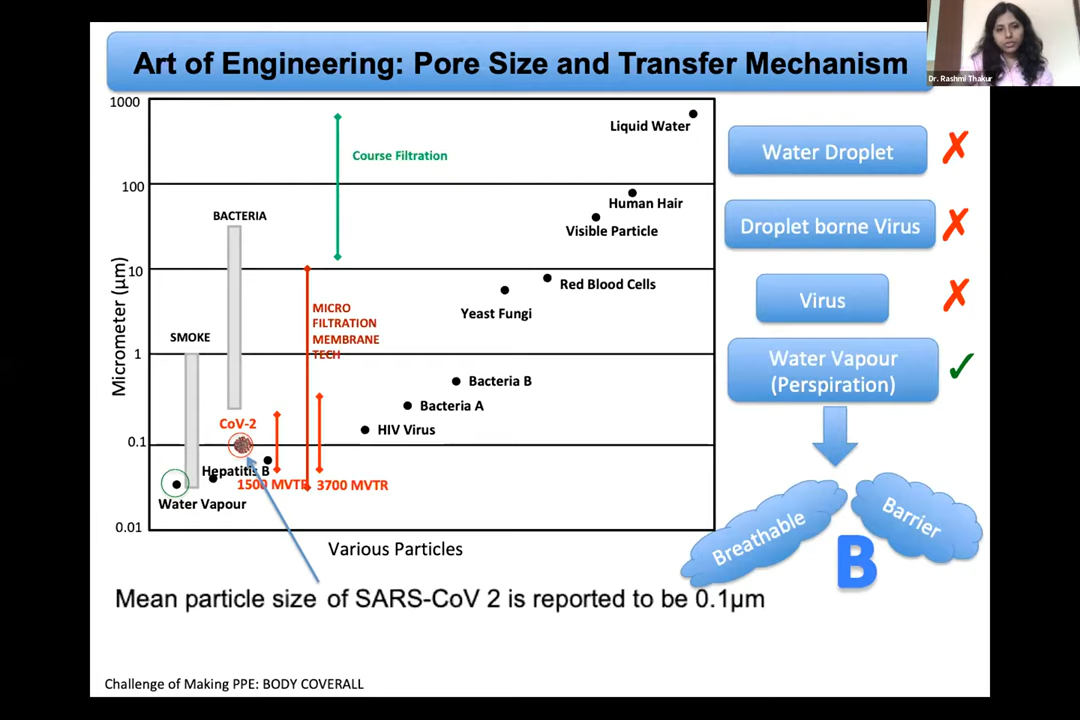 Art of Engineering: Pore Size and Transfer Mechanism
Dr. Rashmi Thakur
1000
100
10
1
0.1
0.01
Micrometer (μm)
Various Particles
Liquid Water
Course Filtration
Human Hair
Visible Particle
BACTERIA
Red Blood Cells
Yeast Fungi
MICRO
FILTRATION
MEMBRANE
TECH
SMOKE
Bacteria B
Bacteria A
HIV Virus
CoV-2
Hepatitis B
1500 MVTR
3700 MVTR
Water Vapour
Water Droplet
Droplet borne Virus
Virus
Water Vapour
(Perspiration)
Breathable
Barrier
B
Mean particle size of SARS-CoV 2 is reported to be 0.1μm
Challenge of Making PPE: BODY COVERALL